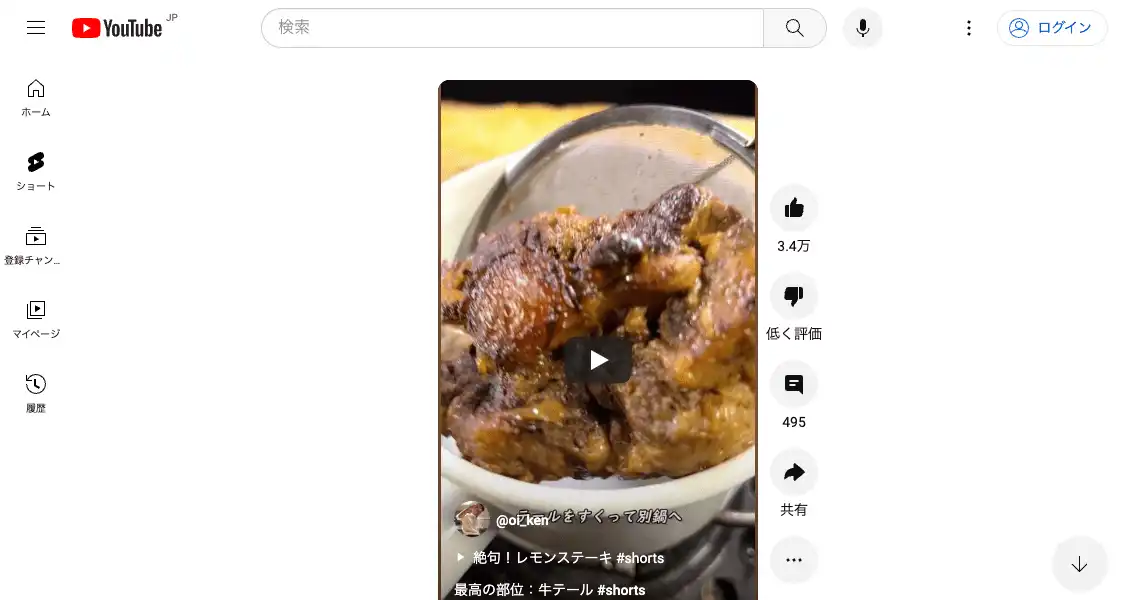 YouTube JP
検索
ログイン
ホーム
ショート
登録チャン...
マイページ
履歴
3.4万
低く評価
495
共有
テールをすくって別鍋へ
@oi_ken
絶句！レモンステーキ #shorts
最高の部位：牛テール #shorts